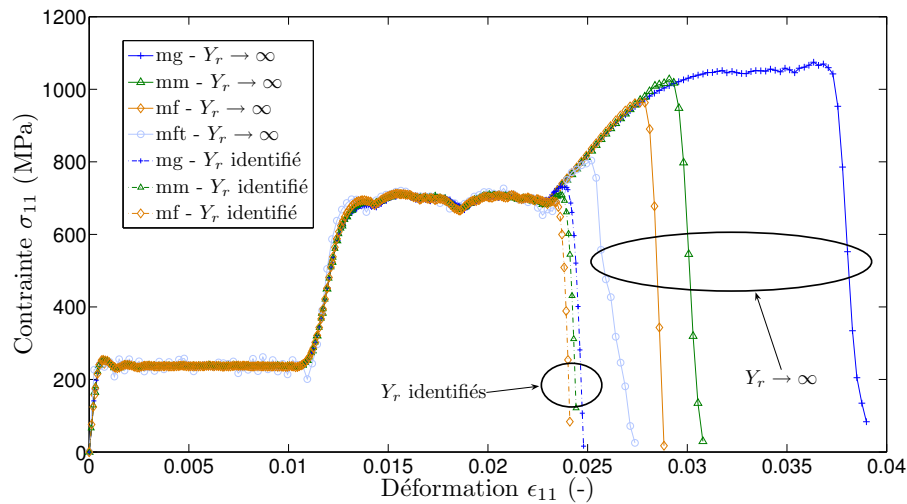 1200
1000
800
600
400
200
0
Contrainte σ₁₁ (MPa)
mg - Yᵣ → ∞
mm - Yᵣ → ∞
mf - Yᵣ → ∞
mft - Yᵣ → ∞
mg - Yᵣ identifié
mm - Yᵣ identifié
mf - Yᵣ identifié
Yᵣ identifiés
Yᵣ → ∞
0 0.005 0.01 0.015 0.02 0.025 0.03 0.035 0.04
Déformation ϵ₁₁ (-)